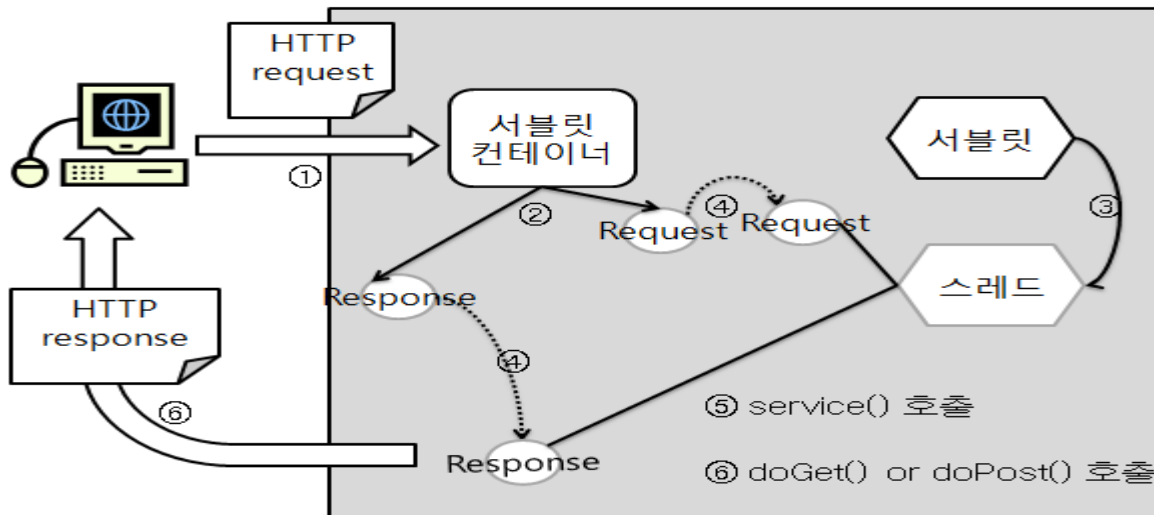 HTTP
request
서블릿
컨테이너
서블릿
①
②
④
③
Request
Request
스레드
Response
HTTP
response
④
⑥
⑤ service() 호출
Response
⑥ doGet() or doPost() 호출